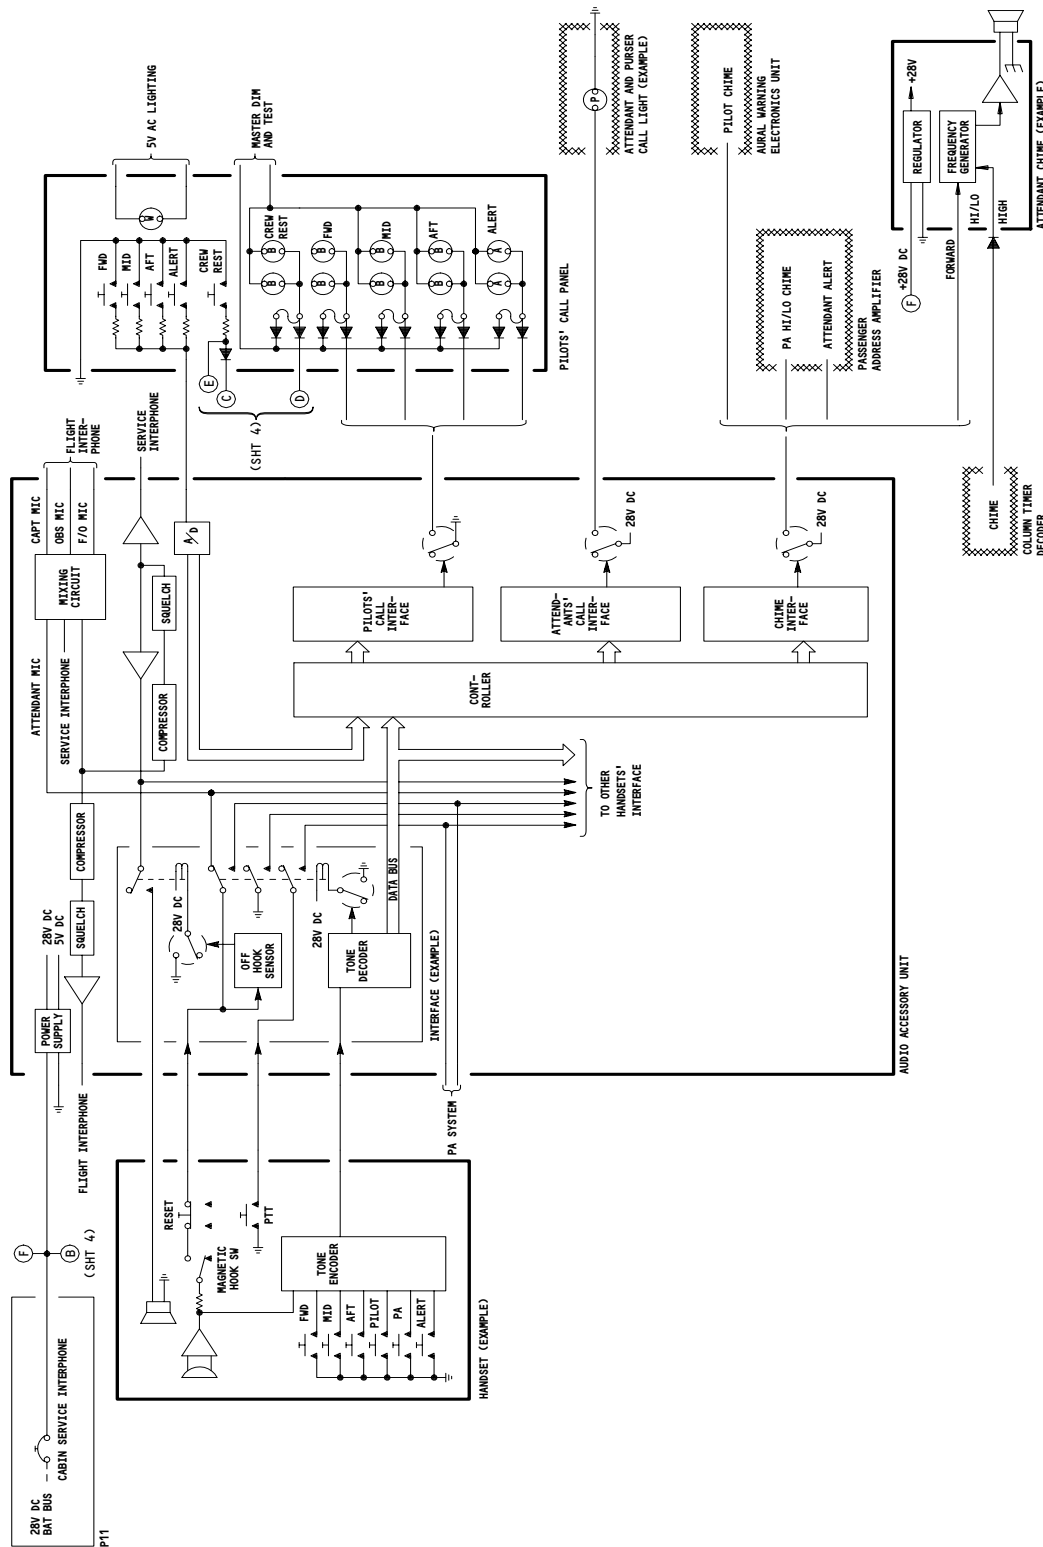 28V DC
BAT BUS
CABIN SERVICE INTERPHONE
P11
F
B
(SHT 4)
FLIGHT INTERPHONE
POWER
SUPPLY
28V DC
5V DC
SQUELCH
COMPRESSOR
ATTENDANT MIC
SERVICE INTERPHONE
MIXING
CIRCUIT
CAPT MIC
OBS MIC
F/O MIC
FLIGHT
INTER-
PHONE
COMPRESSOR
SQUELCH
SERVICE
INTERPHONE
A/D
RESET
MAGNETIC
HOOK SW
PTT
TONE
ENCODER
FWD
MID
AFT
PILOT
PA
ALERT
HANDSET (EXAMPLE)
PA SYSTEM
28V DC
OFF
HOOK
SENSOR
28V DC
TONE
DECODER
DATA BUS
INTERFACE (EXAMPLE)
TO OTHER
HANDSETS'
INTERFACE
CONT-
ROLLER
PILOTS'
CALL
INTER-
FACE
ATTEND-
ANTS'
CALL
INTER-
FACE
28V DC
CHIME
INTER-
FACE
28V DC
AUDIO ACCESSORY UNIT
FWD
MID
AFT
ALERT
CREW
REST
W
5V AC LIGHTING
MASTER DIM
AND TEST
E
C
D
(SHT 4)
B
B
CREW
REST
B
B
FWD
B
B
MID
B
B
AFT
A
A
ALERT
PILOTS' CALL PANEL
P
ATTENDANT AND PURSER
CALL LIGHT (EXAMPLE)
PILOT CHIME
AURAL WARNING
ELECTRONICS UNIT
PA HI/LO CHIME
ATTENDANT ALERT
PASSENGER
ADDRESS AMPLIFIER
F
+28V DC
REGULATOR
+28V
FORWARD
HI/LO
FREQUENCY
GENERATOR
HIGH
ATTENDANT CHIME (EXAMPLE)
CHIME
COLUMN TIMER
DECODER